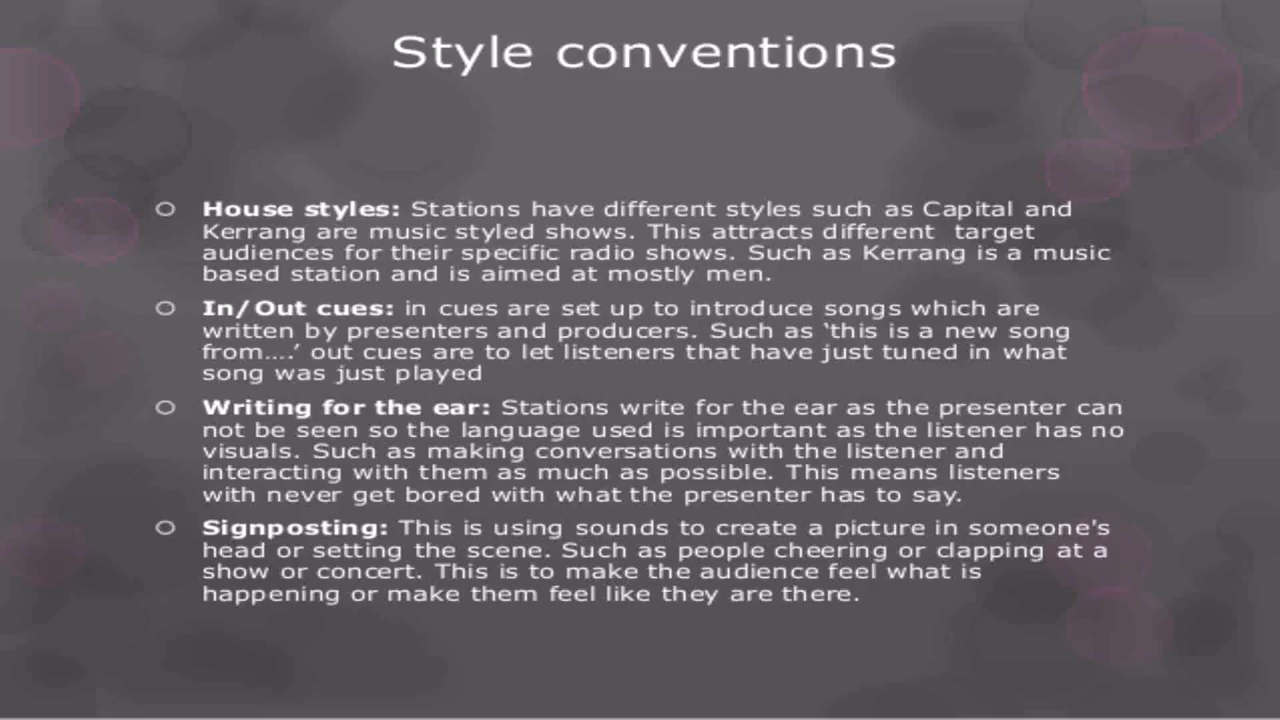 Style conventions
House styles: Stations have different styles such as Capital and
Kerrang are music styled shows. This attracts different target
audiences for their specific radio shows. Such as Kerrang is a music
based station and is aimed at mostly men.
In/Out cues: in cues are set up to introduce songs which are
written by presenters and producers. Such as ‘this is a new song
from....’ out cues are to let listeners that have just tuned in what
song was just played
Writing for the ear: Stations write for the ear as the presenter can
not be seen so the language used is important as the listener has no
visuals. Such as making conversations with the listener and
interacting with them as much as possible. This means listeners
with never get bored with what the presenter has to say.
Signposting: This is using sounds to create a picture in someone's
head or setting the scene. Such as people cheering or clapping at a
show or concert. This is to make the audience feel what is
happening or make them feel like they are there.